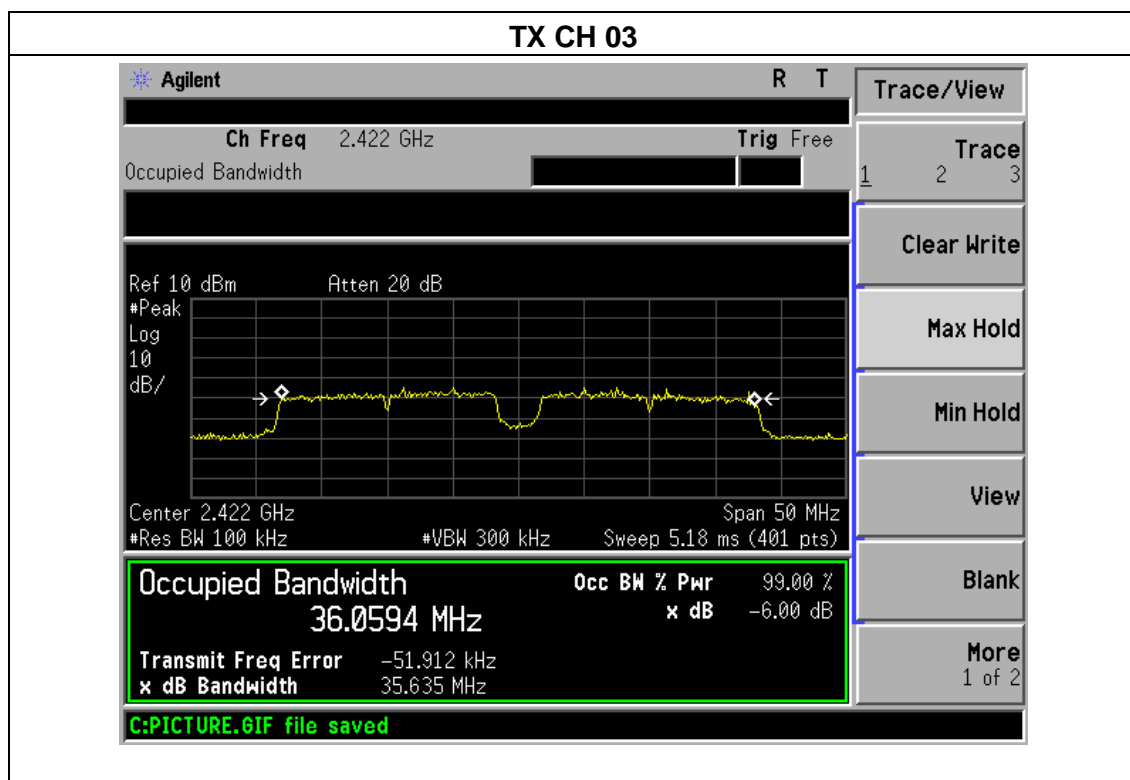 TX CH 03
Agilent R T
Trace/View
Ch Freq 2.422 GHz Trig Free
Occupied Bandwidth
Trace
1 2 3
Clear Write
Ref 10 dBm Atten 20 dB
#Peak
Log
10
dB/
Max Hold
Min Hold
View
Center 2.422 GHz Span 50 MHz
#Res BW 100 kHz #VBW 300 kHz Sweep 5.18 ms (401 pts)
Occupied Bandwidth Occ BW % Pwr 99.00 %
36.0594 MHz x dB -6.00 dB
Blank
Transmit Freq Error -51.912 kHz
x dB Bandwidth 35.635 MHz
More
1 of 2
C:PICTURE.GIF file saved